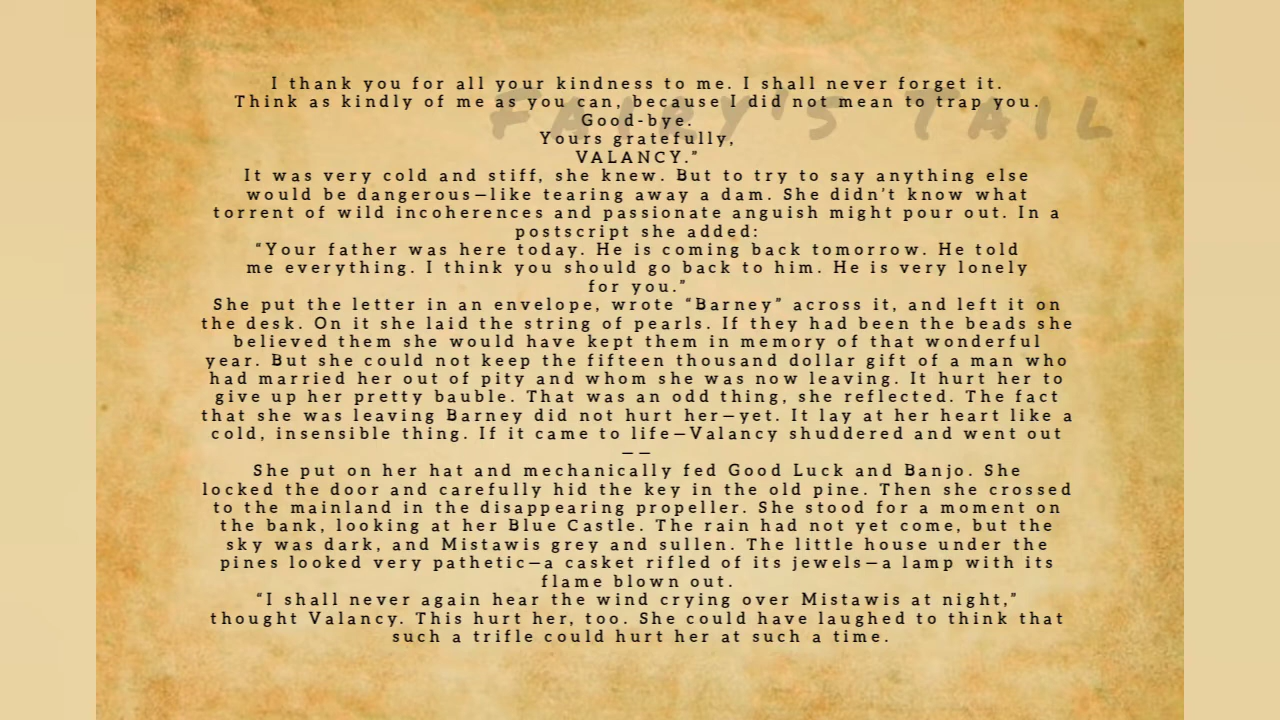 I thank you for all your kindness to me. I shall never forget it.
Think as kindly of me as you can, because I did not mean to trap you.
FAIRY'S TAIL
Good-bye.
Yours gratefully,
VALANCY.”
It was very cold and stiff, she knew. But to try to say anything else
would be dangerous—like tearing away a dam. She didn't know what
torrent of wild incoherences and passionate anguish might pour out. In a
postscript she added:
“Your father was here today. He is coming back tomorrow. He told
me everything. I think you should go back to him. He is very lonely
for you.”
She put the letter in an envelope, wrote “Barney” across it, and left it on
the desk. On it she laid the string of pearls. If they had been the beads she
believed them she would have kept them in memory of that wonderful
year. But she could not keep the fifteen thousand dollar gift of a man who
had married her out of pity and whom she was now leaving. It hurt her to
give up her pretty bauble. That was an odd thing, she reflected. The fact
that she was leaving Barney did not hurt her—yet. It lay at her heart like a
cold, insensible thing. If it came to life—Valancy shuddered and went out
——
She put on her hat and mechanically fed Good Luck and Banjo. She
locked the door and carefully hid the key in the old pine. Then she crossed
to the mainland in the disappearing propeller. She stood for a moment on
the bank, looking at her Blue Castle. The rain had not yet come, but the
sky was dark, and Mistawis grey and sullen. The little house under the
pines looked very pathetic—a casket rifled of its jewels—a lamp with its
flame blown out.
“I shall never again hear the wind crying over Mistawis at night,”
thought Valancy. This hurt her, too. She could have laughed to think that
such a trifle could hurt her at such a time.